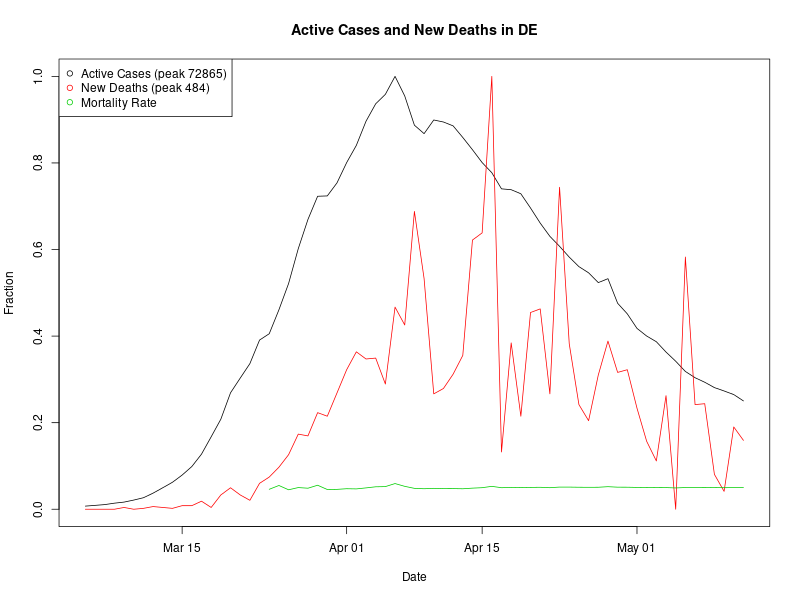 Active Cases and New Deaths in DE
Active Cases (peak 72865)
New Deaths (peak 484)
Mortality Rate
1.0
0.8
0.6
0.4
0.2
0.0
Fraction
Mar 15
Apr 01
Apr 15
May 01
Date